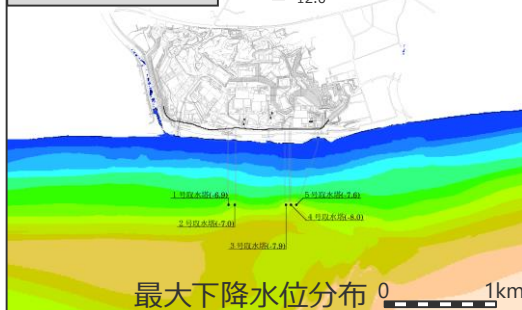 12.0
1号取水塔(-6.9)
5号取水塔(-7.6)
2号取水塔(-7.0)
4号取水塔(-8.0)
3号取水塔(-7.9)
最大下降水位分布 0 1km